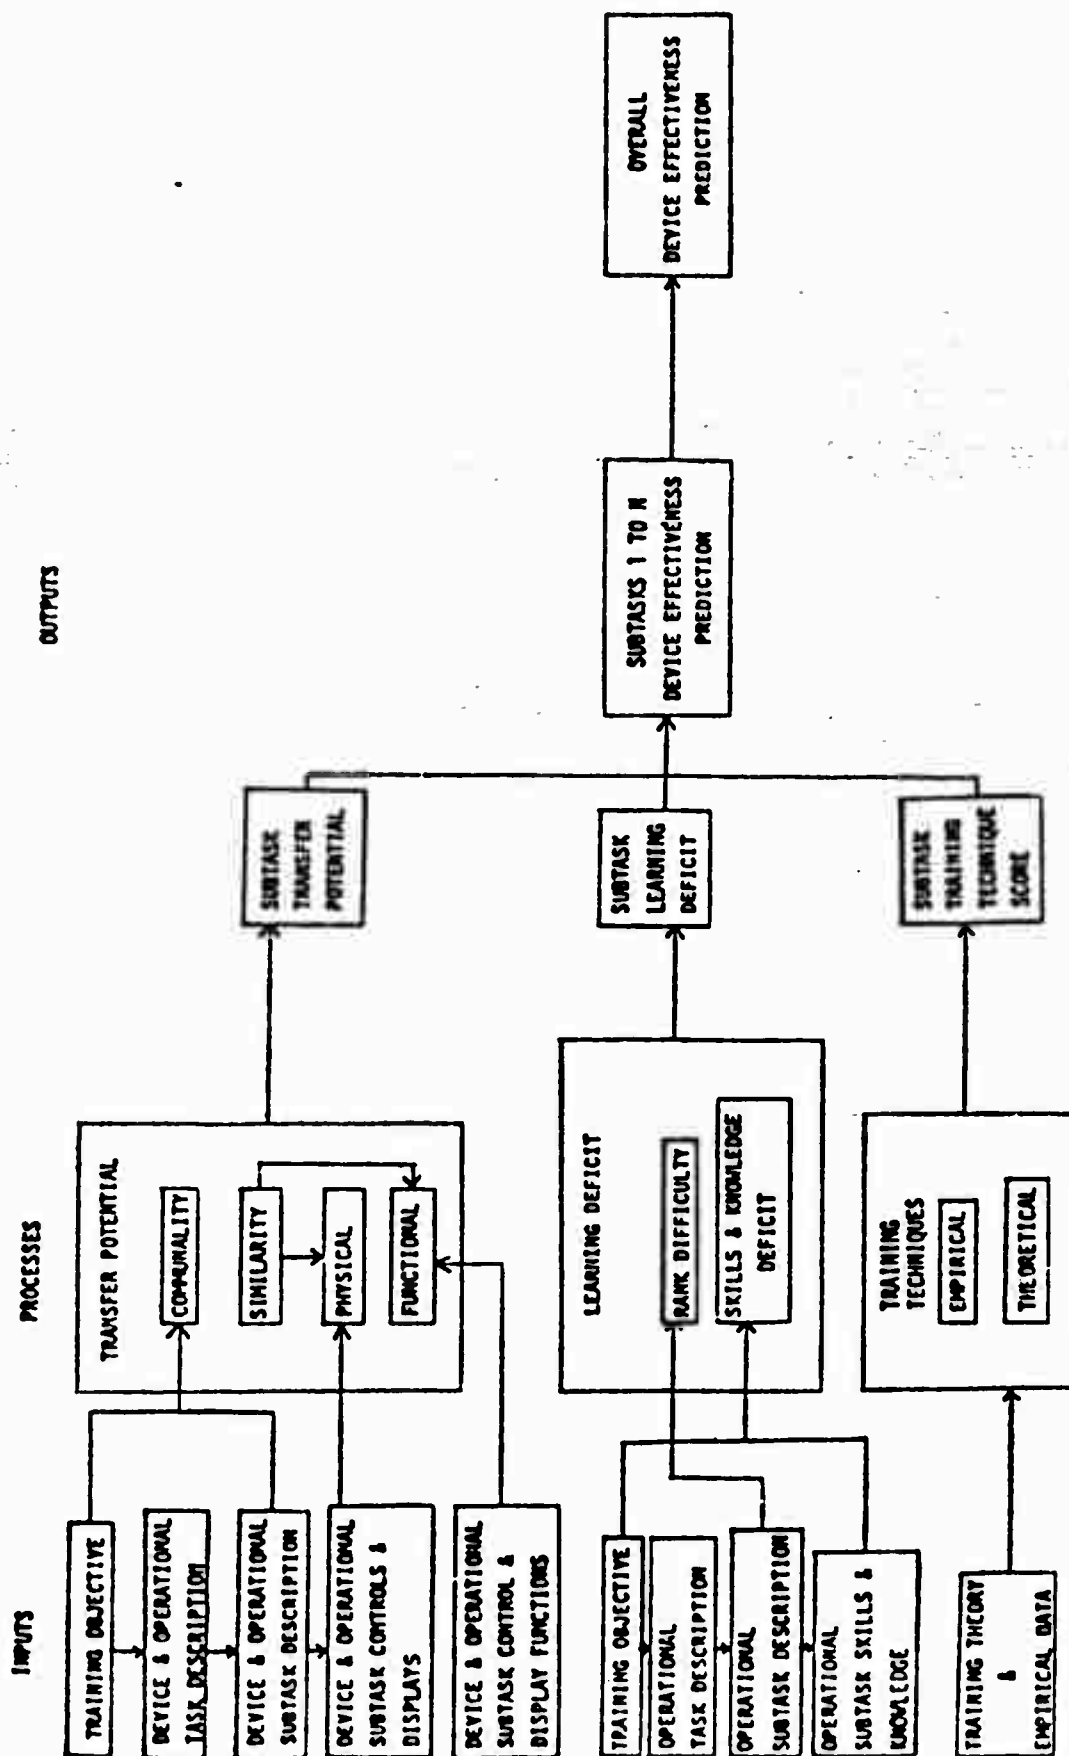 INPUTS
PROCESSES
OUTPUTS
TRAINING OBJECTIVE
DEVICE & OPERATIONAL
TASK DESCRIPTION
DEVICE & OPERATIONAL
SUBTASK DESCRIPTION
DEVICE & OPERATIONAL
SUBTASK CONTROLS &
DISPLAYS
DEVICE & OPERATIONAL
SUBTASK CONTROL &
DISPLAY FUNCTIONS
TRANSFER POTENTIAL
COMMUNALITY
SIMILARITY
PHYSICAL
FUNCTIONAL
SUBTASK
TRANSFER
POTENTIAL
TRAINING OBJECTIVE
OPERATIONAL
TASK DESCRIPTION
OPERATIONAL
SUBTASK DESCRIPTION
OPERATIONAL
SUBTASK SKILLS &
KNOWLEDGE
LEARNING DEFICIT
RANK DIFFICULTY
SKILLS & KNOWLEDGE
DEFICIT
SUBTASK
LEARNING
DEFICIT
SUBTASKS 1 TO N
DEVICE EFFECTIVENESS
PREDICTION
OVERALL
DEVICE EFFECTIVENESS
PREDICTION
TRAINING THEORY
&
EMPIRICAL DATA
TRAINING
TECHNIQUES
EMPIRICAL
THEORETICAL
SUBTASK
TRAINING
TECHNIQUE
SCORE